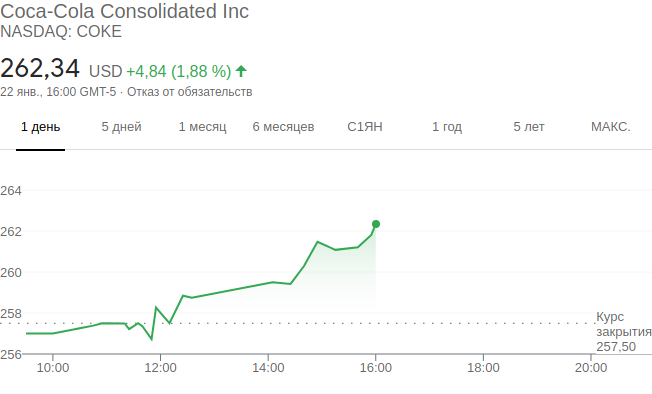 Coca-Cola Consolidated Inc
NASDAQ: COKE
262,34 USD +4,84 (1,88 %)
22 янв., 16:00 GMT-5 · Отказ от обязательств
1 день 5 дней 1 месяц 6 месяцев С1ЯН 1 год 5 лет МАКС.
264
262
260
258
Курс
закрытия
257,50
256
10:00 12:00 14:00 16:00 18:00 20:00